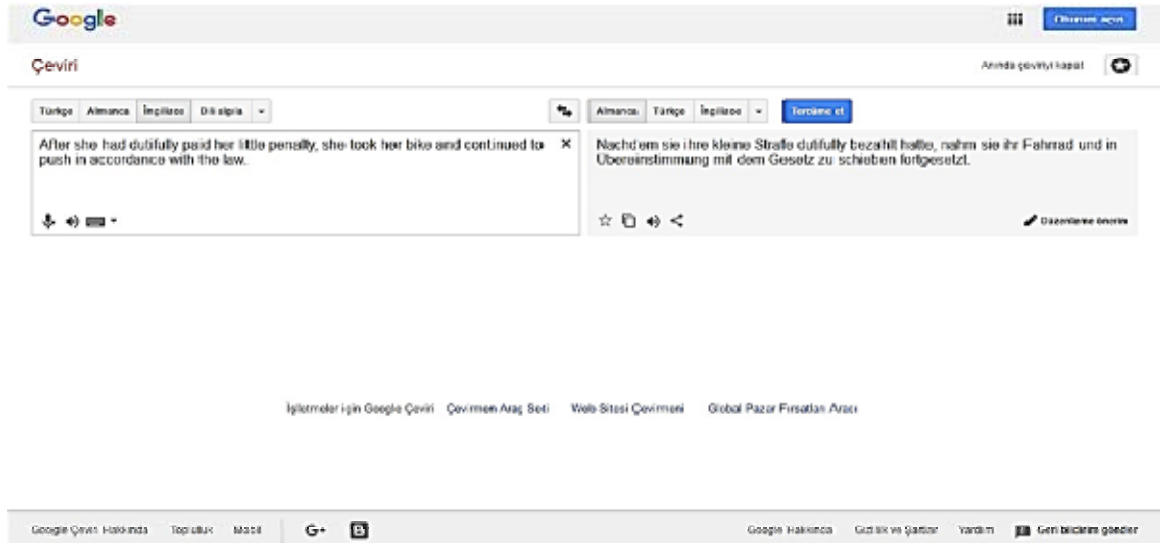 Google
Oturum açın
Çeviri
Anında çeviriyi kapat
Türkçe Almanca İngilizce Dili algıla
Almanca Türkçe İngilizce Tercüme et
After she had dutifully paid her little penalty, she took her bike and continued to
push in accordance with the law.
Nachdem sie ihre kleine Strafe dutifully bezahlt hatte, nahm sie ihr Fahrrad und in
Übereinstimmung mit dem Gesetz zu schieben fortgesetzt.
Düzenleme önerin
İşletmeler için Google Çeviri Çevirmen Araç Seti Web Sitesi Çevirmeni Global Pazar Fırsatları Aracı
Google Çeviri Hakkında Topluluk Mobil G+ B Google Hakkında Gizlilik ve Şartlar Yardım Geri bildirim gönder